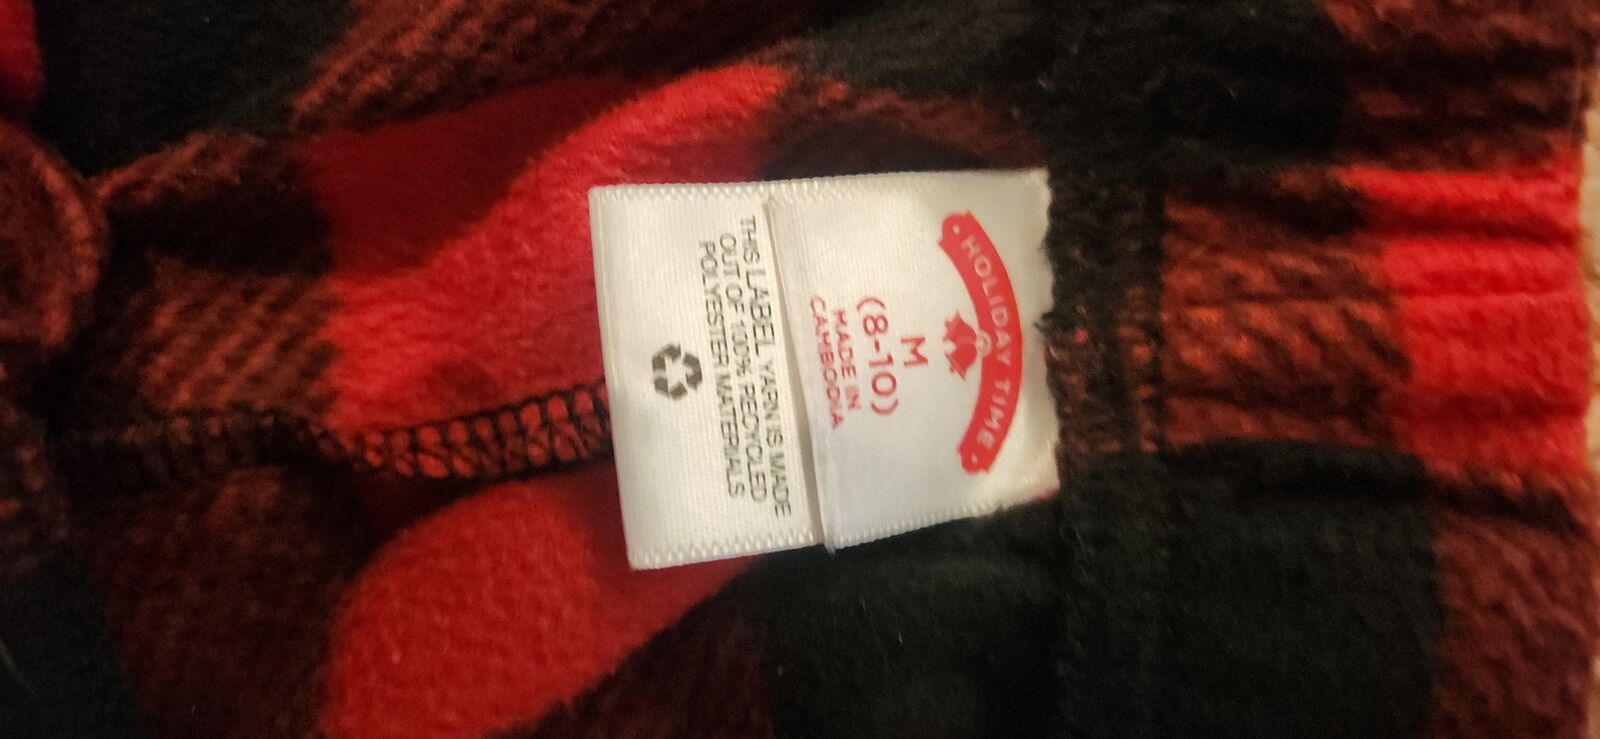 HOLIDAY TIME
M
(8-10)
MADE IN
CAMBODIA
THIS LABEL YARN IS MADE
OUT OF 100% RECYCLED
POLYESTER MATERIALS